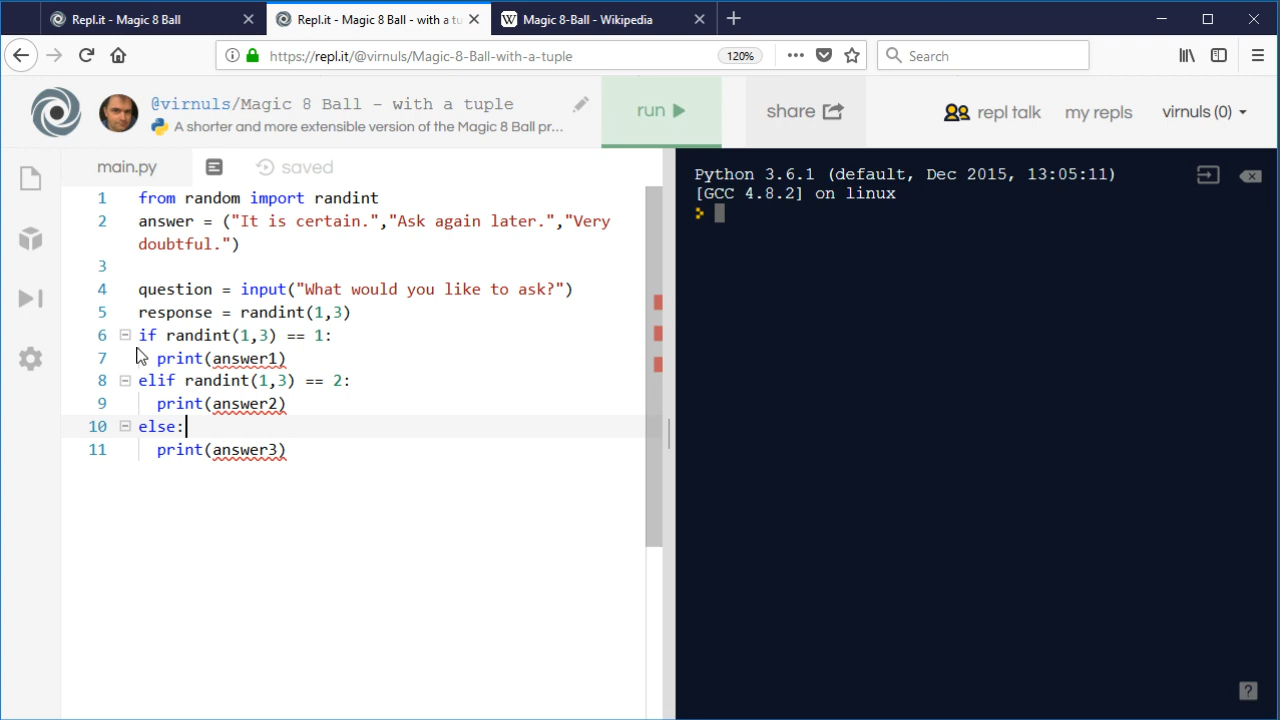 Repl.it - Magic 8 Ball
Repl.it - Magic 8 Ball - with a tu
W Magic 8-Ball - Wikipedia
https://repl.it/@virnuls/Magic-8-Ball-with-a-tuple
120%
Search
@virnuls/Magic 8 Ball - with a tuple
A shorter and more extensible version of the Magic 8 Ball pr...
run
share
repl talk
my repls
virnuls (0)
main.py
saved
1 from random import randint
2 answer = ("It is certain.","Ask again later.","Very
doubtful.")
3
4 question = input("What would you like to ask?")
5 response = randint(1,3)
6 if randint(1,3) == 1:
7 print(answer1)
8 elif randint(1,3) == 2:
9 print(answer2)
10 else:
11 print(answer3)
Python 3.6.1 (default, Dec 2015, 13:05:11)
[GCC 4.8.2] on linux
?